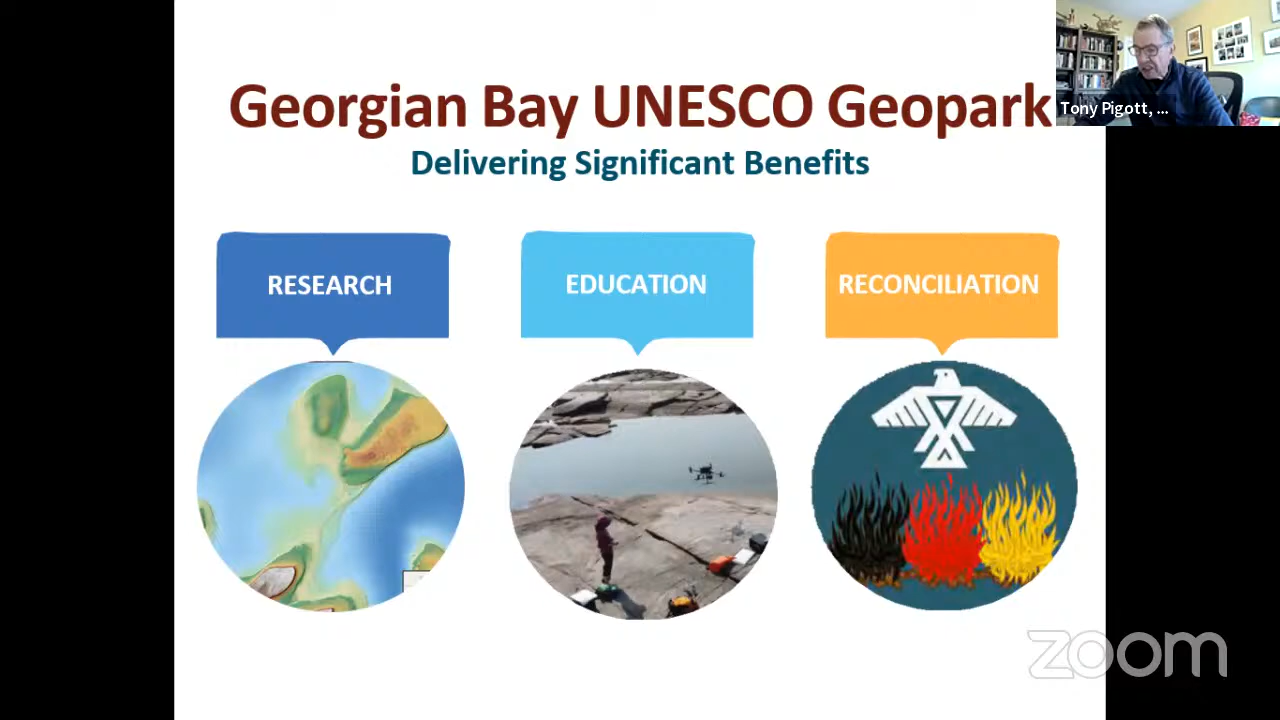 Georgian Bay UNESCO Geopark
Tony Pigott, ...
Delivering Significant Benefits
RESEARCH
EDUCATION
RECONCILIATION
zoom